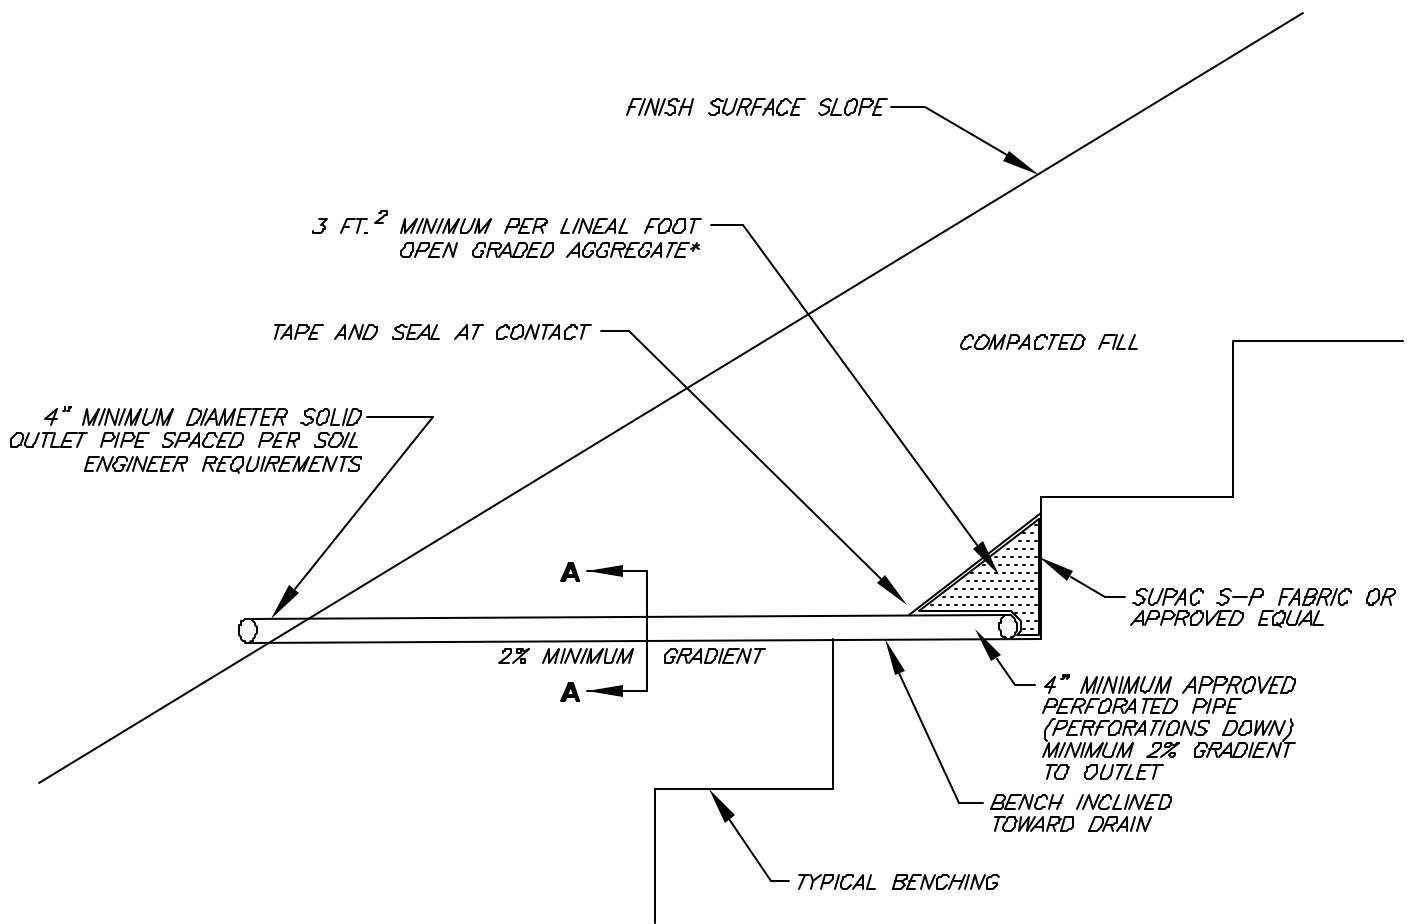 FINISH SURFACE SLOPE
3 FT.² MINIMUM PER LINEAL FOOT
OPEN GRADED AGGREGATE*
TAPE AND SEAL AT CONTACT
COMPACTED FILL
4" MINIMUM DIAMETER SOLID
OUTLET PIPE SPACED PER SOIL
ENGINEER REQUIREMENTS
A
SUPAC S-P FABRIC OR
APPROVED EQUAL
2% MINIMUM GRADIENT
A
4" MINIMUM APPROVED
PERFORATED PIPE
(PERFORATIONS DOWN)
MINIMUM 2% GRADIENT
TO OUTLET
BENCH INCLINED
TOWARD DRAIN
TYPICAL BENCHING